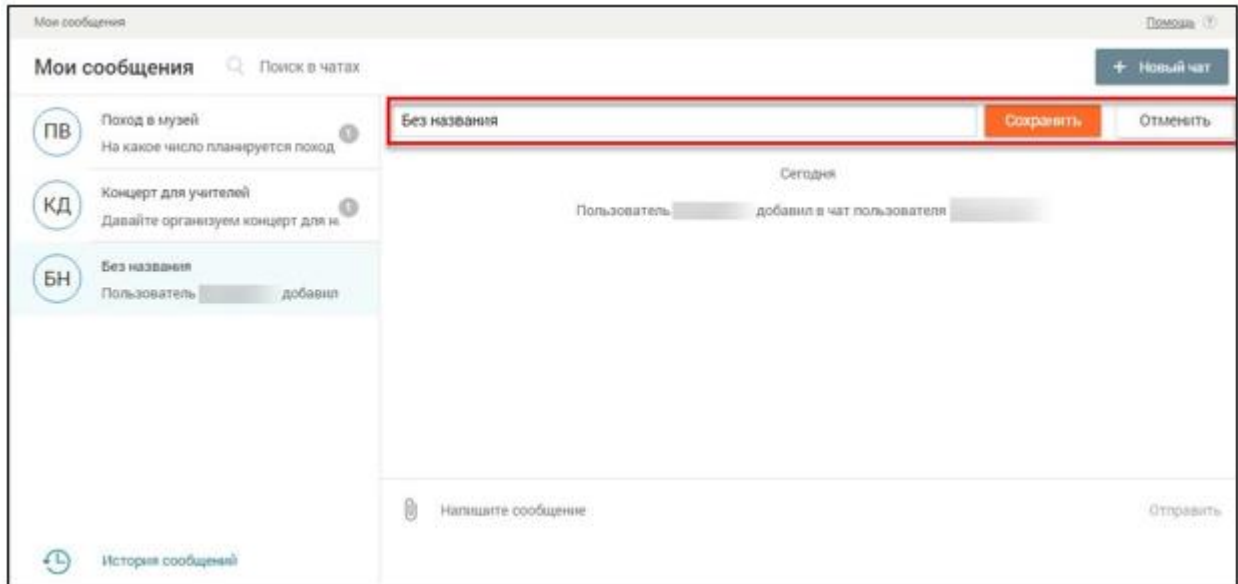 Мои сообщения
Помощь ?
Мои сообщения
Поиск в чатах
+ Новый чат
ПВ
Поход в музей
На какое число планируется поход
1
КД
Концерт для учителей
Давайте организуем концерт для н
1
БН
Без названия
Пользователь добавил
История сообщений
Без названия
Сохранить
Отменить
Сегодня
Пользователь добавил в чат пользователя
Напишите сообщение
Отправить